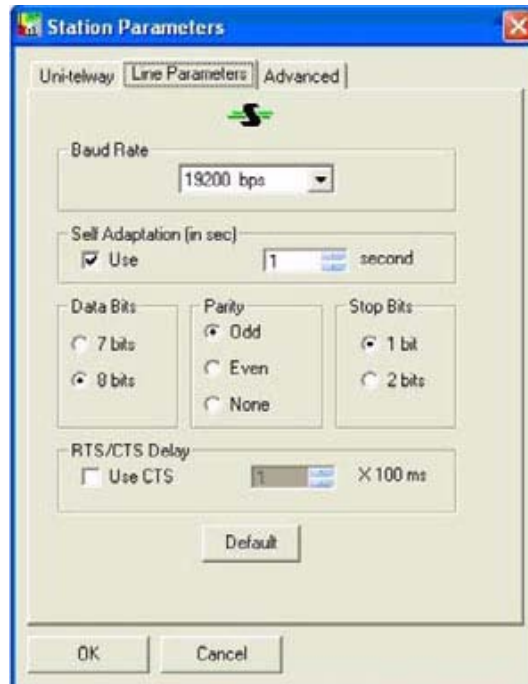 Station Parameters
Uni-telway Line Parameters Advanced
Baud Rate
19200 bps
Self Adaptation (in sec)
Use 1 second
Data Bits Parity Stop Bits
7 bits Odd 1 bit
8 bits Even 2 bits
None
RTS/CTS Delay
Use CTS 1 X 100 ms
Default
OK Cancel